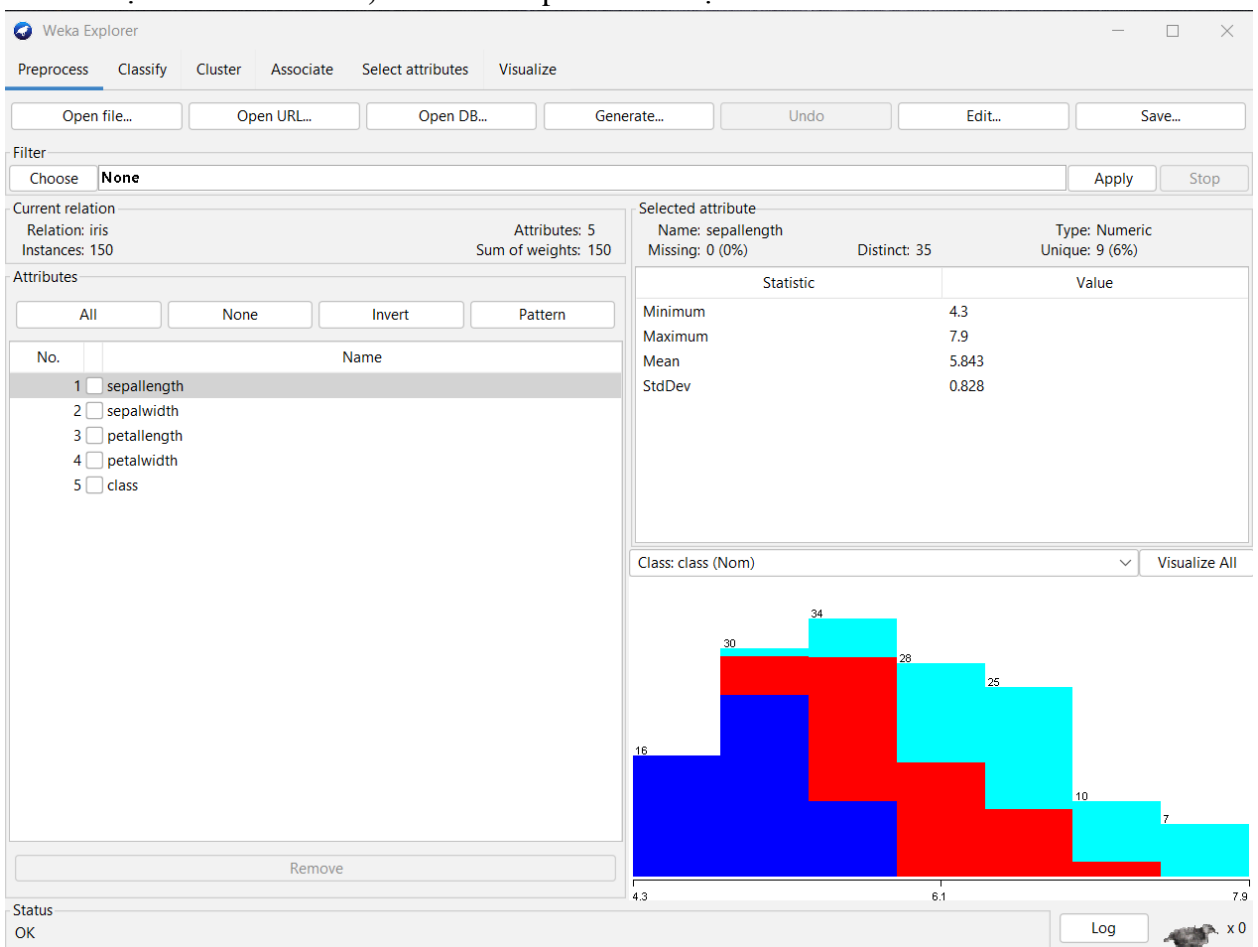 Weka Explorer
Preprocess Classify Cluster Associate Select attributes Visualize
Open file... Open URL... Open DB... Generate... Undo Edit... Save...
Filter
Choose None Apply Stop
Current relation
Relation: iris Attributes: 5
Instances: 150 Sum of weights: 150
Attributes
All None Invert Pattern
No. Name
1 sepallength
2 sepalwidth
3 petallength
4 petalwidth
5 class
Remove
Selected attribute
Name: sepallength Type: Numeric
Missing: 0 (0%) Distinct: 35 Unique: 9 (6%)
Statistic Value
Minimum 4.3
Maximum 7.9
Mean 5.843
StdDev 0.828
Class: class (Nom) Visualize All
16 30 34 28 25 10 7
4.3 6.1 7.9
Status
OK Log x 0